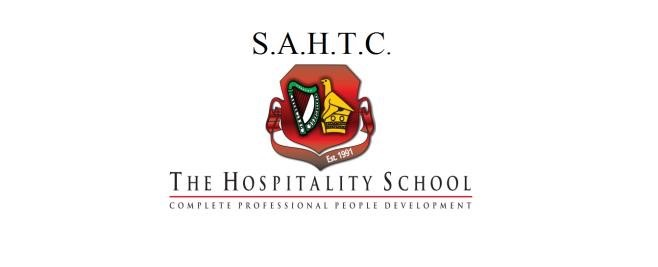 S.A.H.T.C.
Est. 1991
THE HOSPITALITY SCHOOL
COMPLETE PROFESSIONAL PEOPLE DEVELOPMENT